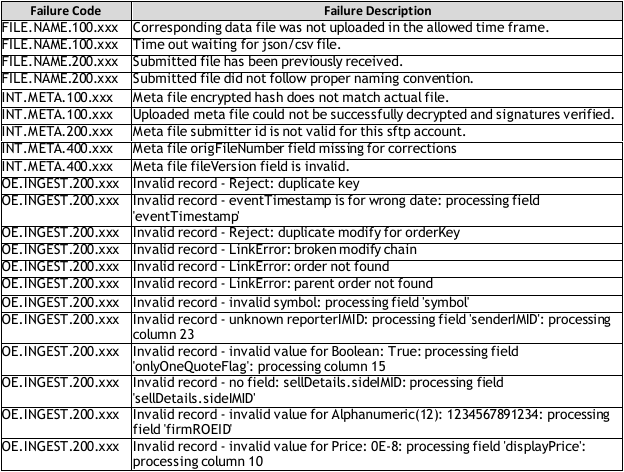 Failure Code Failure Description
FILE.NAME.100.xxx Corresponding data file was not uploaded in the allowed time frame.
FILE.NAME.100.xxx Time out waiting for json/csv file.
FILE.NAME.200.xxx Submitted file has been previously received.
FILE.NAME.200.xxx Submitted file did not follow proper naming convention.
INT.META.100.xxx Meta file encrypted hash does not match actual file.
INT.META.100.xxx Uploaded meta file could not be successfully decrypted and signatures verified.
INT.META.200.xxx Meta file submitter id is not valid for this sftp account.
INT.META.400.xxx Meta file origFileNumber field missing for corrections
INT.META.400.xxx Meta file fileVersion field is invalid.
OE.INGEST.200.xxx Invalid record - Reject: duplicate key
OE.INGEST.200.xxx Invalid record - eventTimestamp is for wrong date: processing field
'eventTimestamp'
OE.INGEST.200.xxx Invalid record - Reject: duplicate modify for orderKey
OE.INGEST.200.xxx Invalid record - LinkError: broken modify chain
OE.INGEST.200.xxx Invalid record - LinkError: order not found
OE.INGEST.200.xxx Invalid record - LinkError: parent order not found
OE.INGEST.200.xxx Invalid record - invalid symbol: processing field 'symbol'
OE.INGEST.200.xxx Invalid record - unknown reporterIMID: processing field 'senderIMID': processing
column 23
OE.INGEST.200.xxx Invalid record - invalid value for Boolean: True: processing field
'onlyOneQuoteFlag': processing column 15
OE.INGEST.200.xxx Invalid record - no field: sellDetails.sideIMID: processing field
'sellDetails.sideIMID'
OE.INGEST.200.xxx Invalid record - invalid value for Alphanumeric(12): 1234567891234: processing
field 'firmROEID'
OE.INGEST.200.xxx Invalid record - invalid value for Price: 0E-8: processing field 'displayPrice':
processing column 10